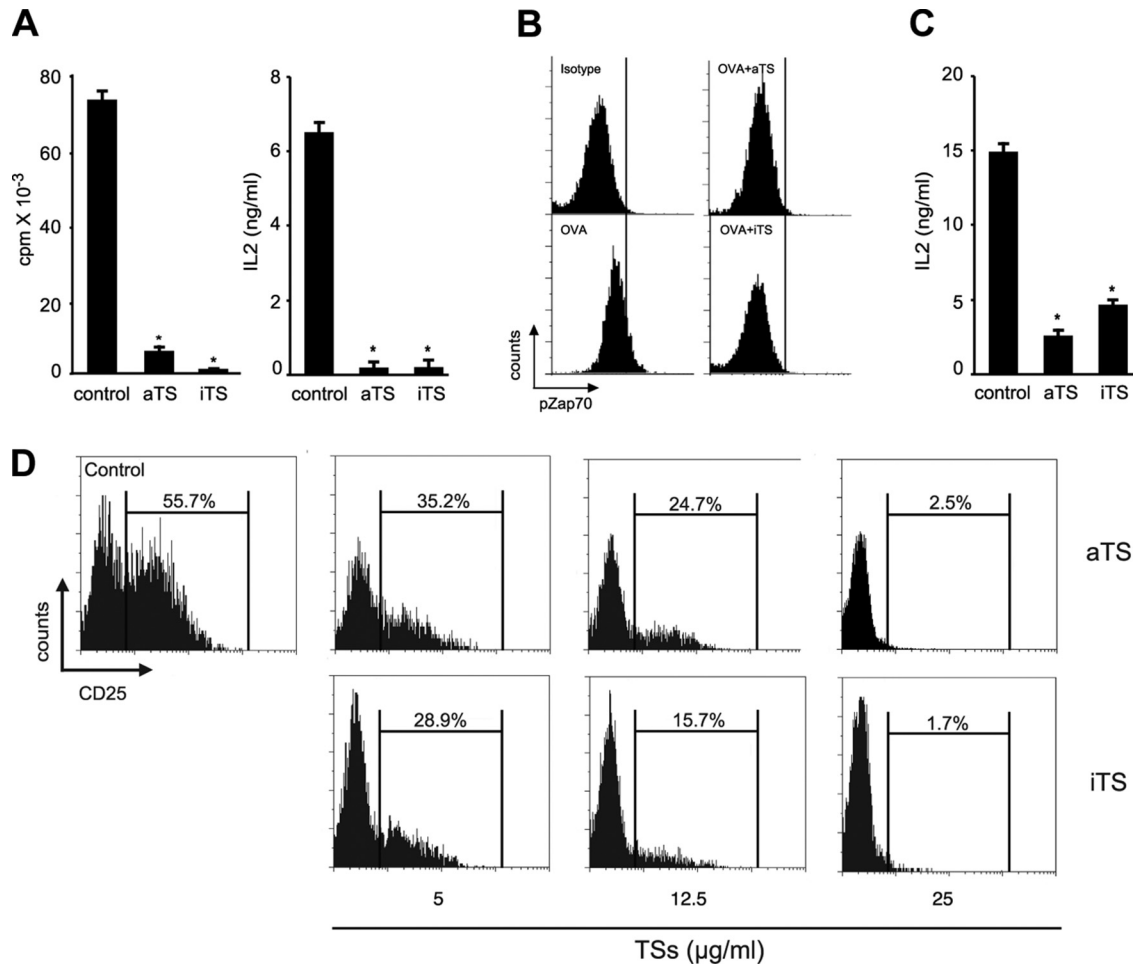 A
80
60
40
20
0
cpm X 10-3
control aTS iTS
8
6
4
2
0
IL2 (ng/ml)
control aTS iTS
B
Isotype
OVA+aTS
OVA
OVA+iTS
counts
pZap70
C
20
15
10
5
0
IL2 (ng/ml)
control aTS iTS
* * * * * *
D
Control
55.7%
counts
CD25
35.2%
24.7%
2.5%
aTS
28.9%
15.7%
1.7%
iTS
5 12.5 25
TSs (µg/ml)